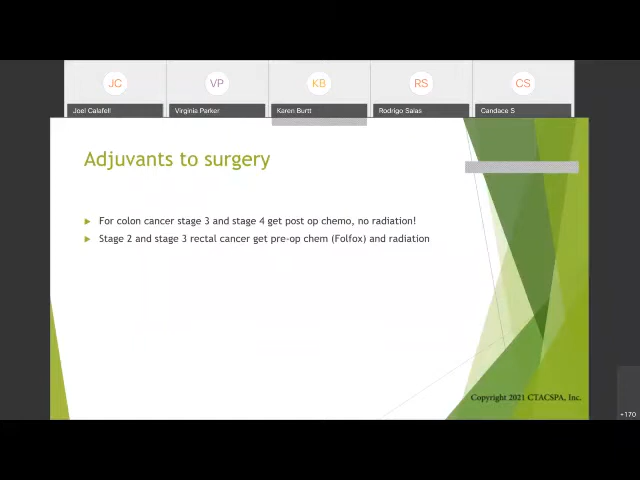 JC
VP
KB
RS
CS
Joel Calafell
Virginia Parker
Karen Burtt
Rodrigo Salas
Candace S
Adjuvants to surgery
For colon cancer stage 3 and stage 4 get post op chemo, no radiation!
Stage 2 and stage 3 rectal cancer get pre-op chem (Folfox) and radiation
Copyright 2021 CTACSPA, Inc.
+170